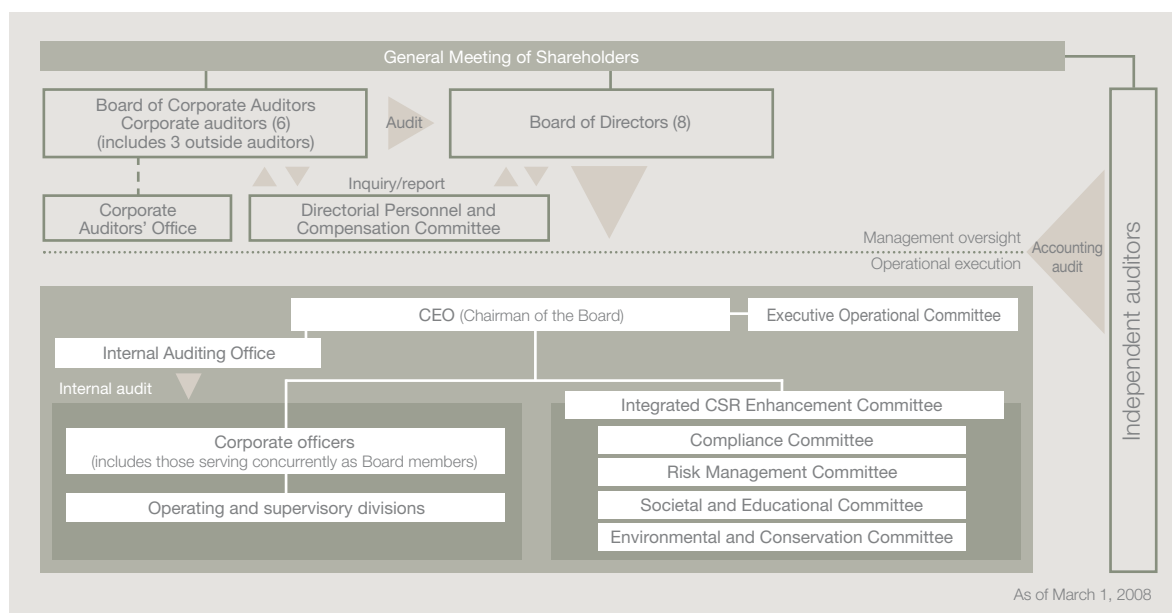 General Meeting of Shareholders
Board of Corporate Auditors
Corporate auditors (6)
(includes 3 outside auditors)
Audit
Board of Directors (8)
Inquiry/report
Corporate
Auditors' Office
Directorial Personnel and
Compensation Committee
Management oversight
Operational execution
Accounting
audit
Independent auditors
CEO (Chairman of the Board)
Executive Operational Committee
Internal Auditing Office
Internal audit
Integrated CSR Enhancement Committee
Corporate officers
(includes those serving concurrently as Board members)
Operating and supervisory divisions
Compliance Committee
Risk Management Committee
Societal and Educational Committee
Environmental and Conservation Committee
As of March 1, 2008